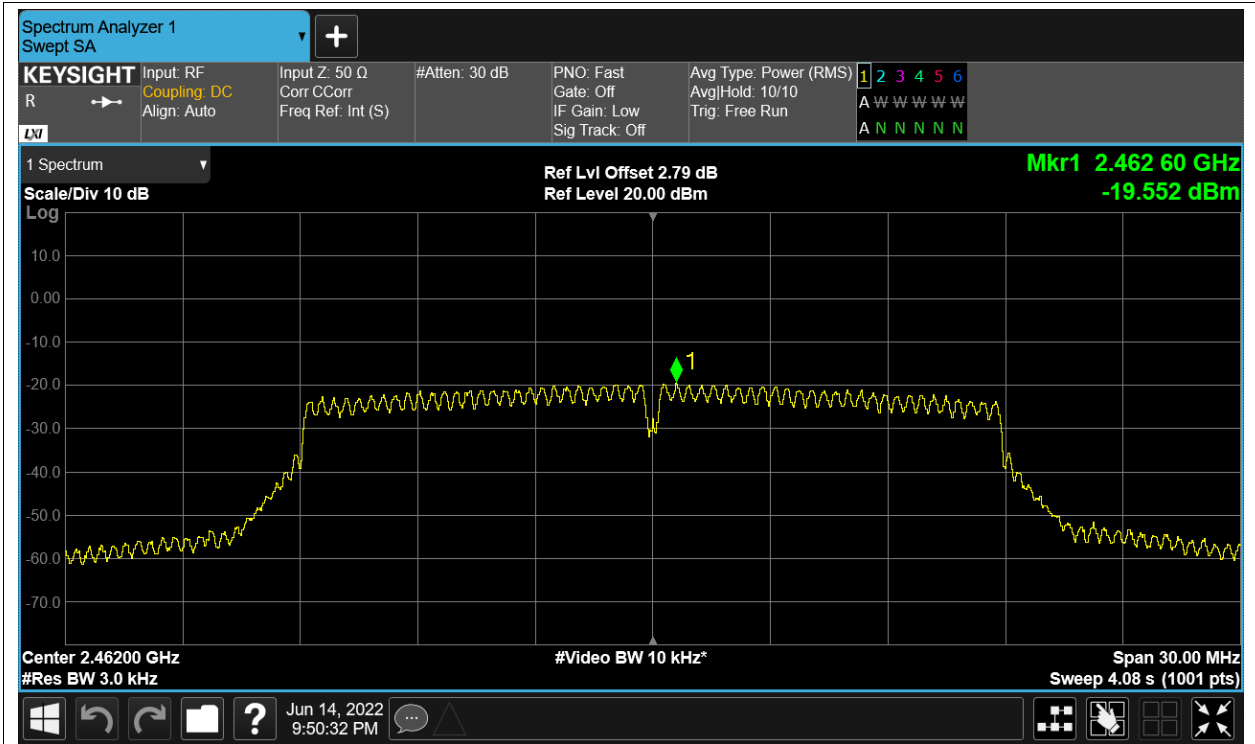 Spectrum Analyzer 1
Swept SA
KEYSIGHT
R
LXI
Input: RF
Coupling: DC
Align: Auto
Input Z: 50 Ω
Corr CCorr
Freq Ref: Int (S)
#Atten: 30 dB
PNO: Fast
Gate: Off
IF Gain: Low
Sig Track: Off
Avg Type: Power (RMS)
Avg|Hold: 10/10
Trig: Free Run
1 2 3 4 5 6
A W W W W W
A N N N N N
1 Spectrum
Scale/Div 10 dB
Log
Ref Lvl Offset 2.79 dB
Ref Level 20.00 dBm
Mkr1 2.462 60 GHz
-19.552 dBm
10.0
0.00
-10.0
1
-20.0
-30.0
-40.0
-50.0
-60.0
-70.0
Center 2.46200 GHz
#Res BW 3.0 kHz
#Video BW 10 kHz*
Span 30.00 MHz
Sweep 4.08 s (1001 pts)
?
Jun 14, 2022
9:50:32 PM